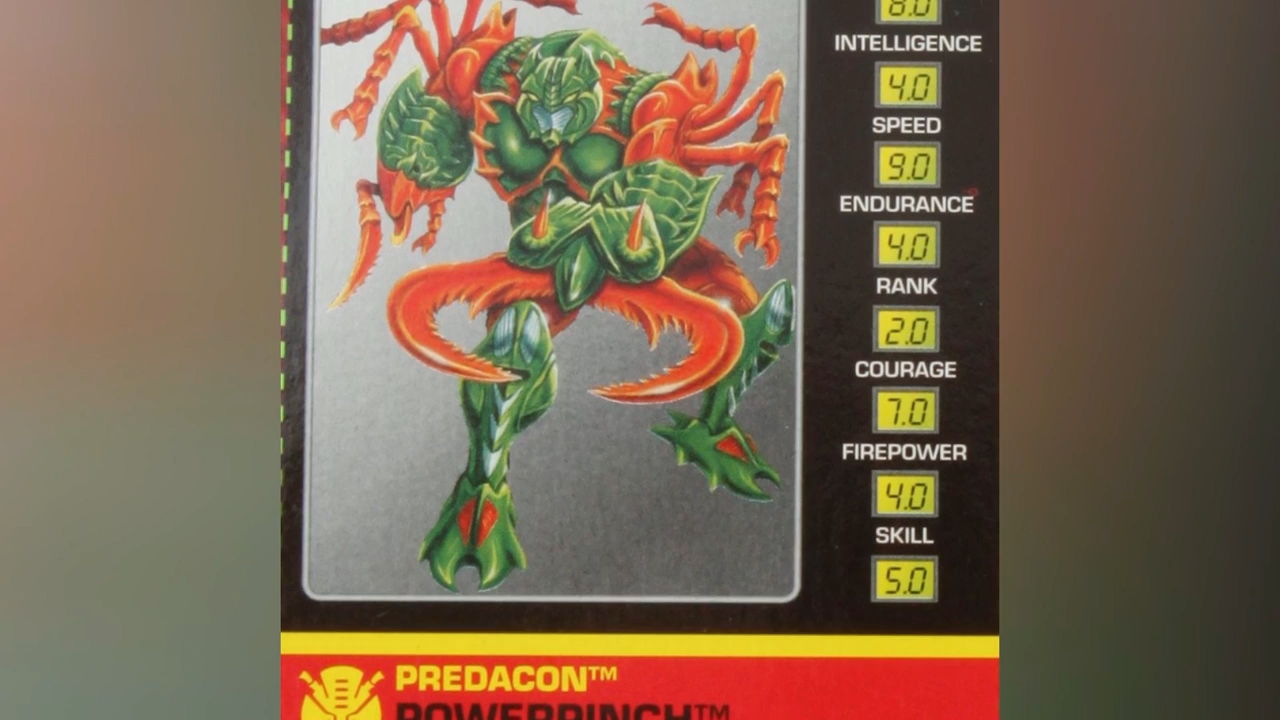 8.0
INTELLIGENCE
4.0
SPEED
9.0
ENDURANCE
4.0
RANK
2.0
COURAGE
7.0
FIREPOWER
4.0
SKILL
5.0
PREDACON™
POWERPINCH™